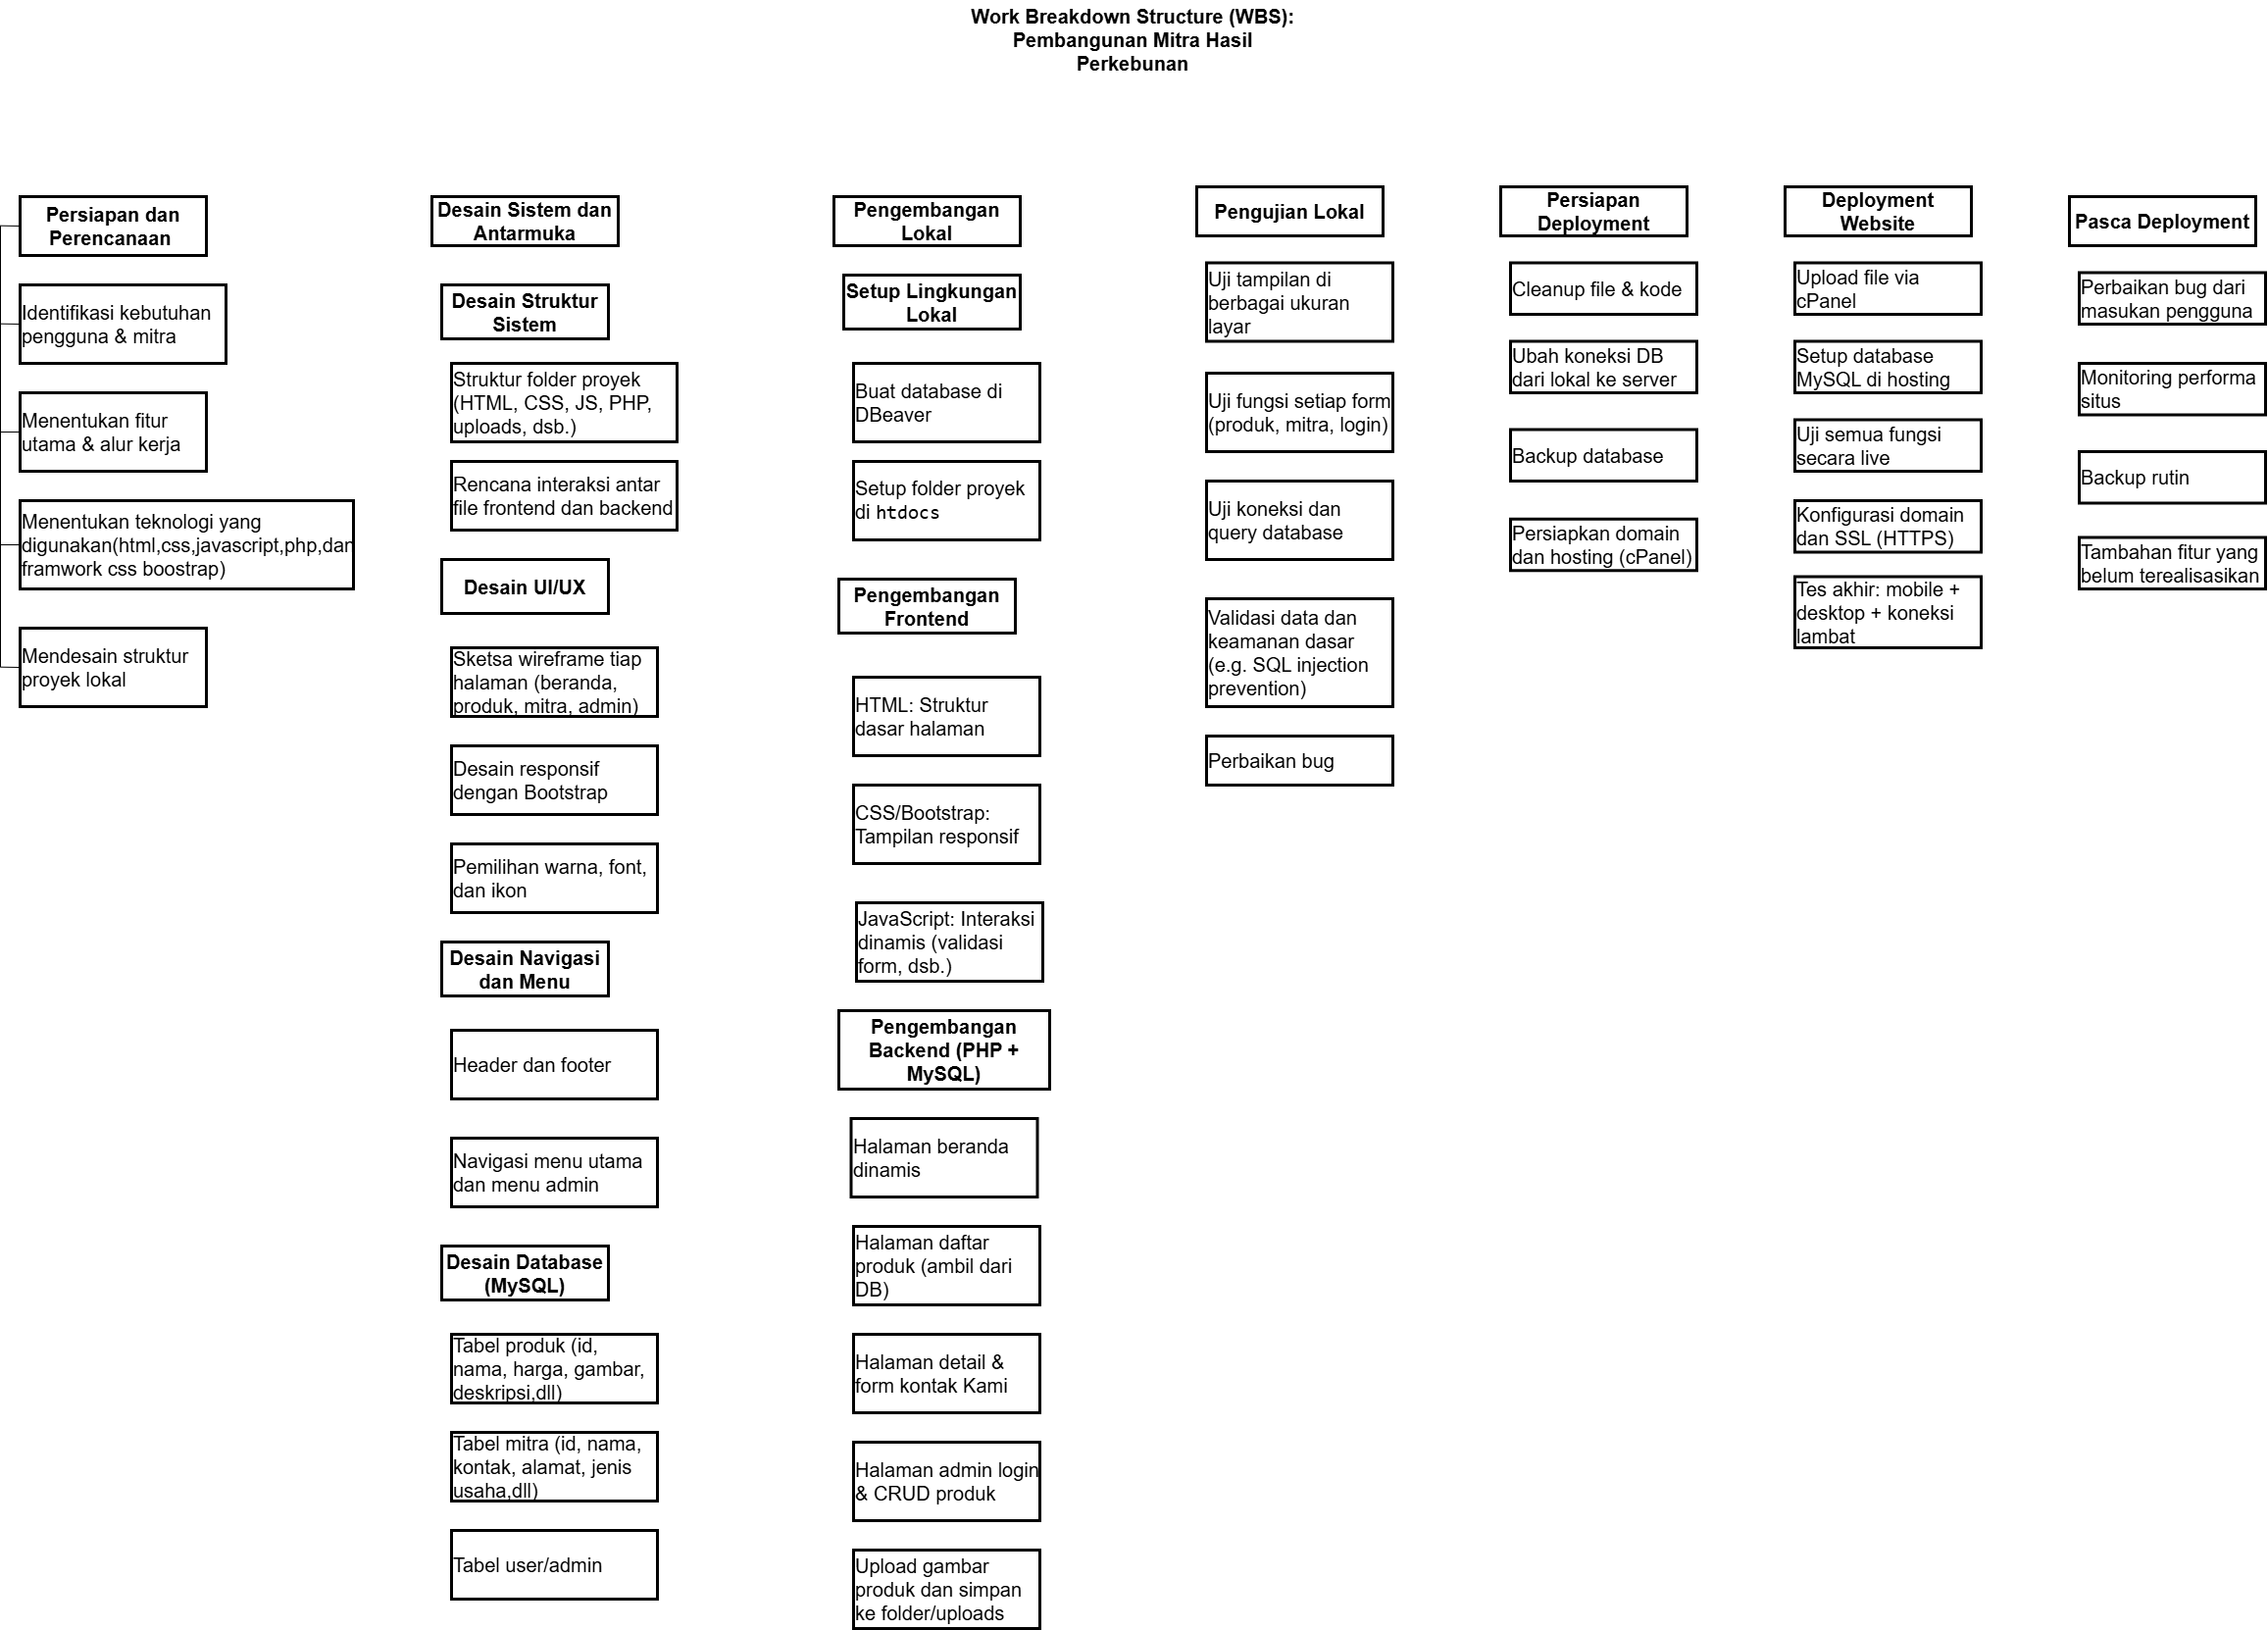 Work Breakdown Structure (WBS):
Pembangunan Mitra Hasil
Perkebunan
Persiapan dan
Perencanaan
Identifikasi kebutuhan
pengguna & mitra
Menentukan fitur
utama & alur kerja
Menentukan teknologi yang
digunakan(html,css,javascript,php,dan
framwork css boostrap)
Mendesain struktur
proyek lokal
Desain Sistem dan
Antarmuka
Desain Struktur
Sistem
Struktur folder proyek
(HTML, CSS, JS, PHP,
uploads, dsb.)
Rencana interaksi antar
file frontend dan backend
Desain UI/UX
Sketsa wireframe tiap
halaman (beranda,
produk, mitra, admin)
Desain responsif
dengan Bootstrap
Pemilihan warna, font,
dan ikon
Desain Navigasi
dan Menu
Header dan footer
Navigasi menu utama
dan menu admin
Desain Database
(MySQL)
Tabel produk (id,
nama, harga, gambar,
deskripsi,dll)
Tabel mitra (id, nama,
kontak, alamat, jenis
usaha,dll)
Tabel user/admin
Pengembangan
Lokal
Setup Lingkungan
Lokal
Buat database di
DBeaver
Setup folder proyek
di htdocs
Pengembangan
Frontend
HTML: Struktur
dasar halaman
CSS/Bootstrap:
Tampilan responsif
JavaScript: Interaksi
dinamis (validasi
form, dsb.)
Pengembangan
Backend (PHP +
MySQL)
Halaman beranda
dinamis
Halaman daftar
produk (ambil dari
DB)
Halaman detail &
form kontak Kami
Halaman admin login
& CRUD produk
Upload gambar
produk dan simpan
ke folder/uploads
Pengujian Lokal
Uji tampilan di
berbagai ukuran
layar
Uji fungsi setiap form
(produk, mitra, login)
Uji koneksi dan
query database
Validasi data dan
keamanan dasar
(e.g. SQL injection
prevention)
Perbaikan bug
Persiapan
Deployment
Cleanup file & kode
Ubah koneksi DB
dari lokal ke server
Backup database
Persiapkan domain
dan hosting (cPanel)
Deployment
Website
Upload file via
cPanel
Setup database
MySQL di hosting
Uji semua fungsi
secara live
Konfigurasi domain
dan SSL (HTTPS)
Tes akhir: mobile +
desktop + koneksi
lambat
Pasca Deployment
Perbaikan bug dari
masukan pengguna
Monitoring performa
situs
Backup rutin
Tambahan fitur yang
belum terealisasikan